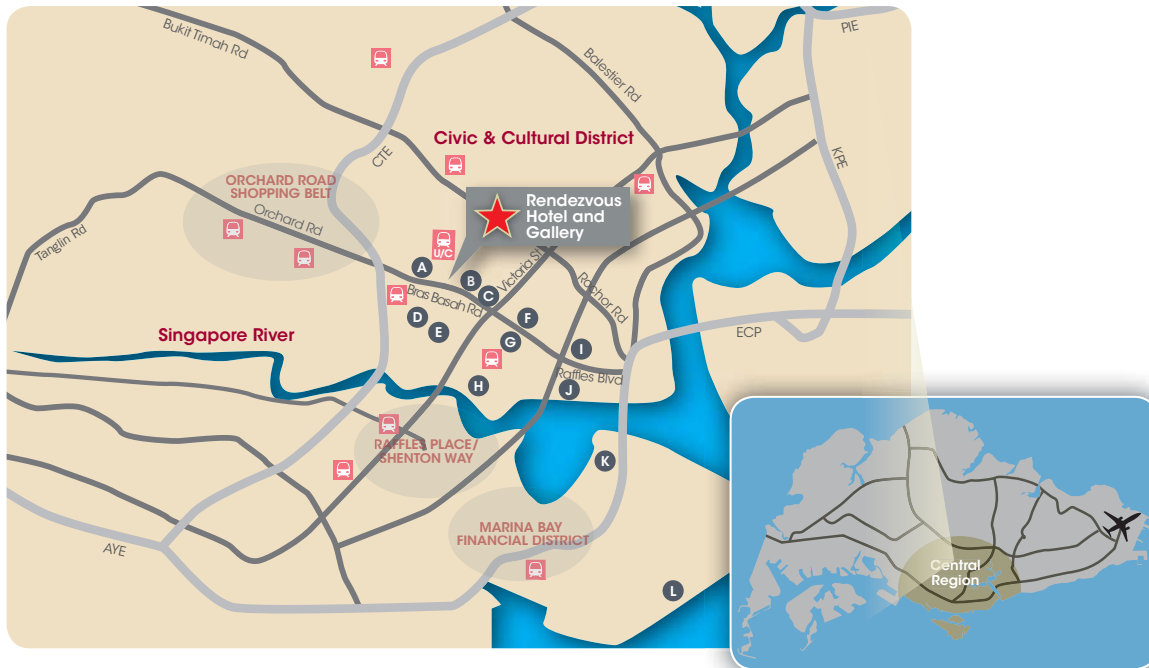 Bukit Timah Rd
PIE
Balestier Rd
Civic & Cultural District
CTE
KPE
ORCHARD ROAD
SHOPPING BELT
Orchard Rd
Tanglin Rd
Rendezvous
Hotel and
Gallery
U/C
Victoria St
A
B
C
Bras Basah Rd
Rochor Rd
D
E
F
G
Singapore River
ECP
I
Raffles Blvd
H
J
RAFFLES PLACE/
SHENTON WAY
K
MARINA BAY
FINANCIAL DISTRICT
AYE
L
Central
Region